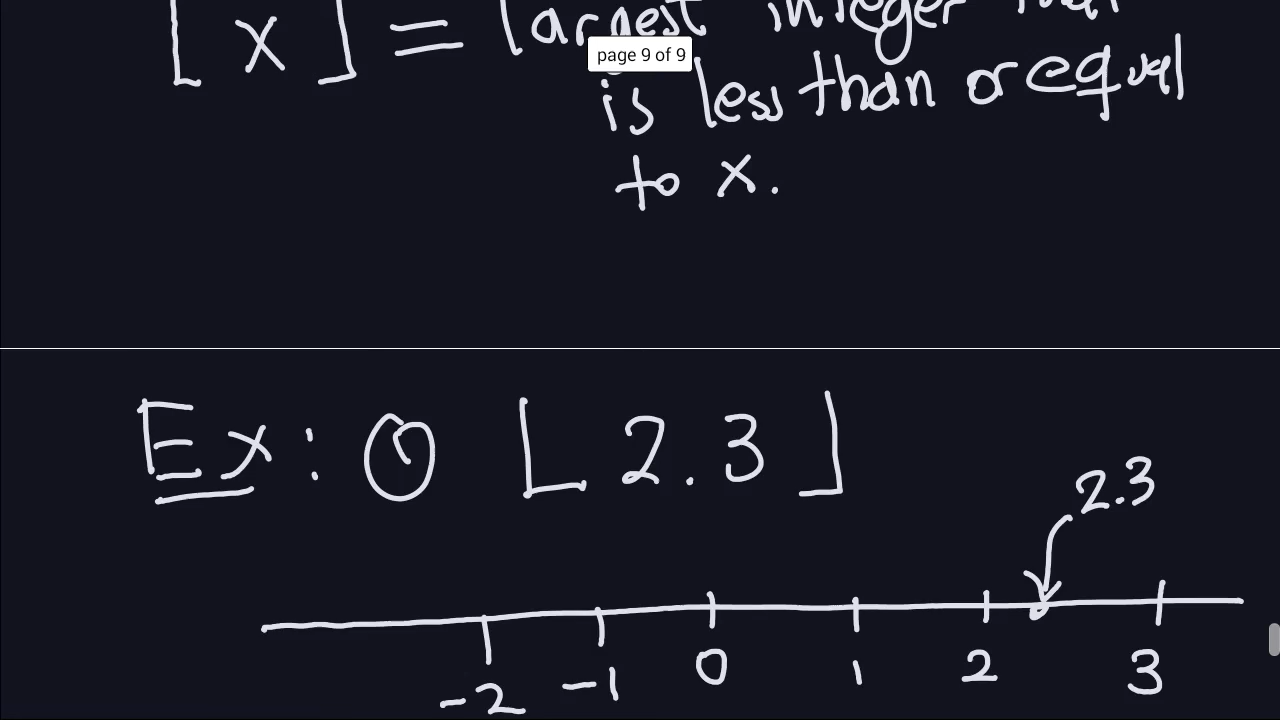 ⌊ x ⌋ = largest integer that
page 9 of 9
is less than or equal
to x.
Ex: ① ⌊ 2.3 ⌋
2.3
-2 -1 0 1 2 3